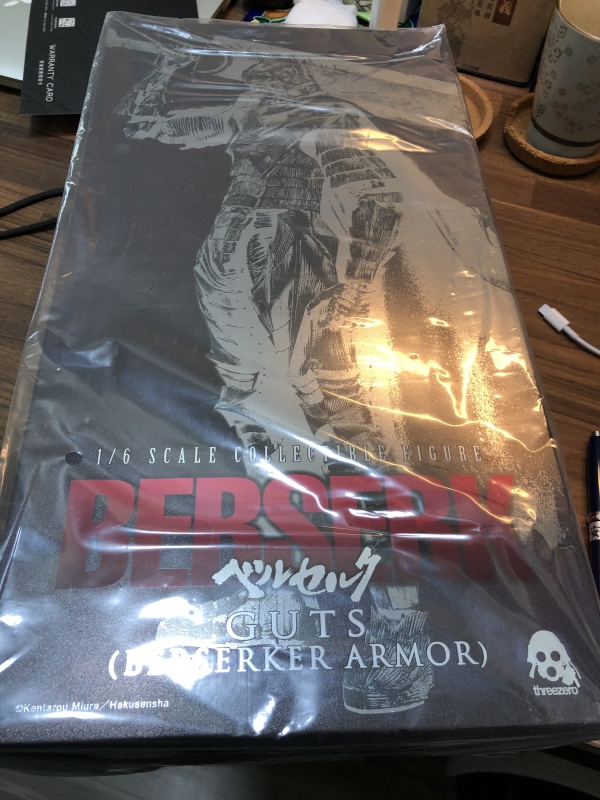 WARRANTY CARD
1/6 SCALE COLLECTIBLE FIGURE
BERSERK
ベルセルク
GUTS
(BERSERKER ARMOR)
threezero
©Kentarou Miura/Hakusensha